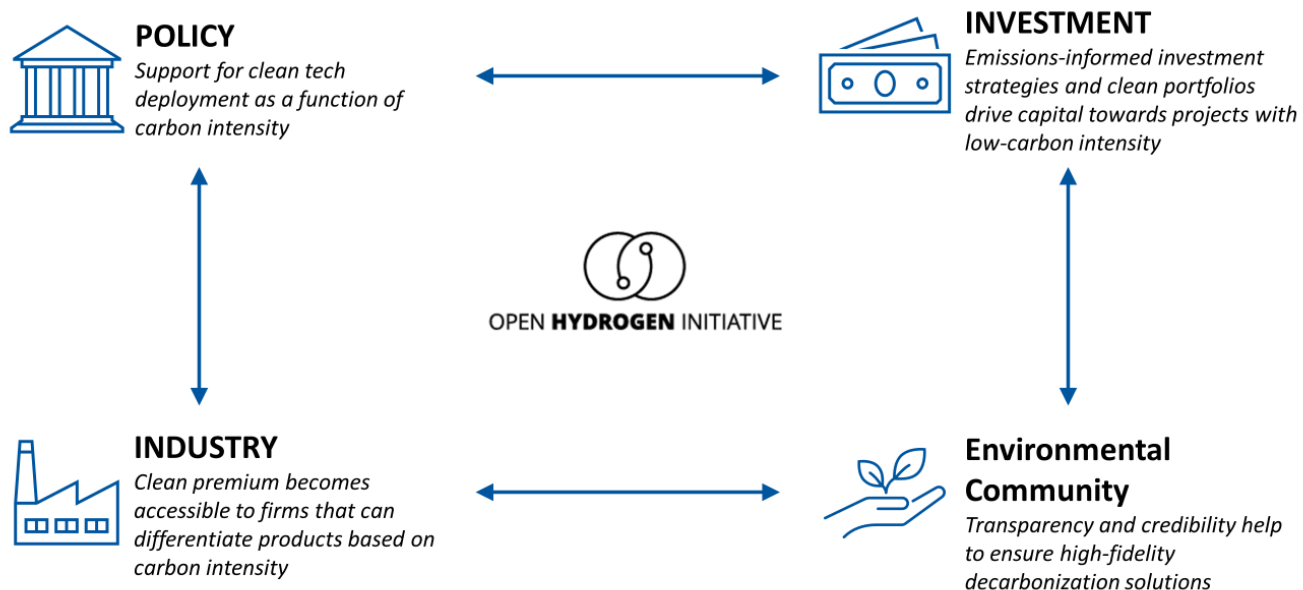 POLICY
Support for clean tech
deployment as a function of
carbon intensity
INVESTMENT
Emissions-informed investment
strategies and clean portfolios
drive capital towards projects with
low-carbon intensity
OPEN HYDROGEN INITIATIVE
INDUSTRY
Clean premium becomes
accessible to firms that can
differentiate products based on
carbon intensity
Environmental
Community
Transparency and credibility help
to ensure high-fidelity
decarbonization solutions